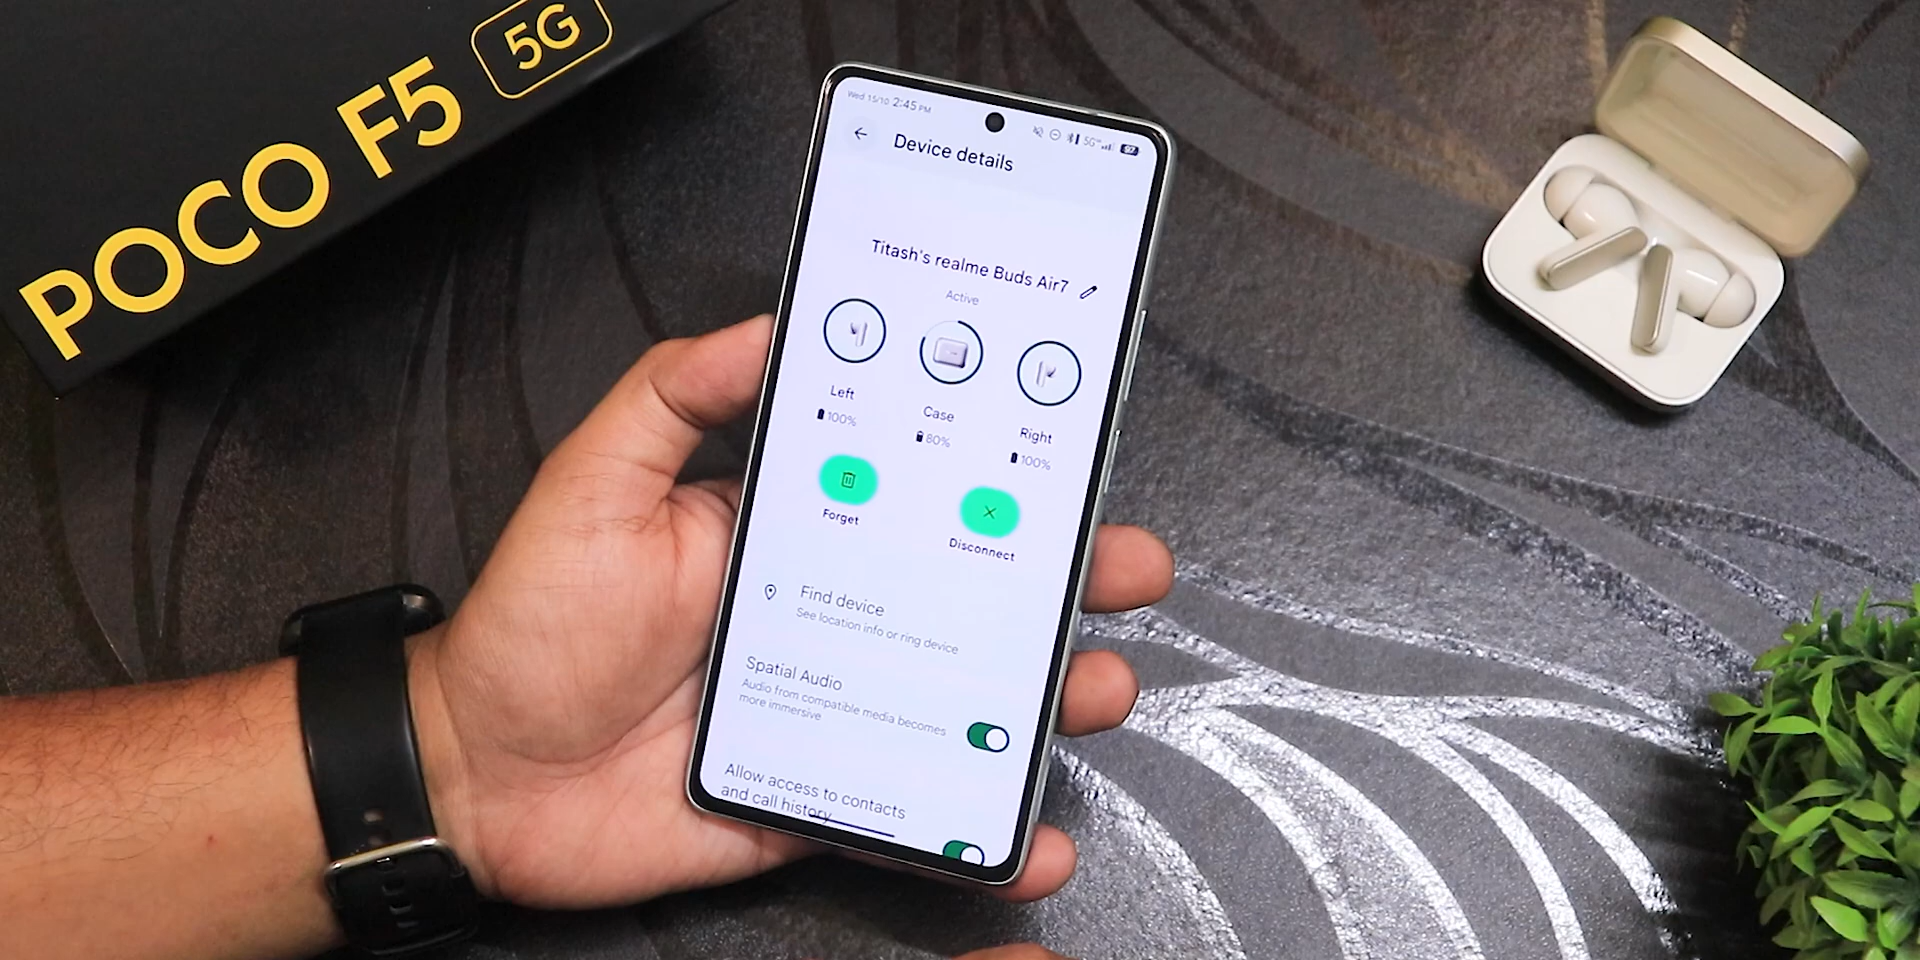 POCO F5 5G
Wed 15/10 2:45 PM
5G
Device details
Titash's realme Buds Air7
Active
Left
100%
Case
80%
Right
100%
Forget
Disconnect
Find device
See location info or ring device
Spatial Audio
Audio from compatible media becomes
more immersive
Allow access to contacts
and call history